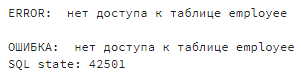 ERROR:  нет доступа к таблице employee
ОШИБКА:  нет доступа к таблице employee
SQL state: 42501